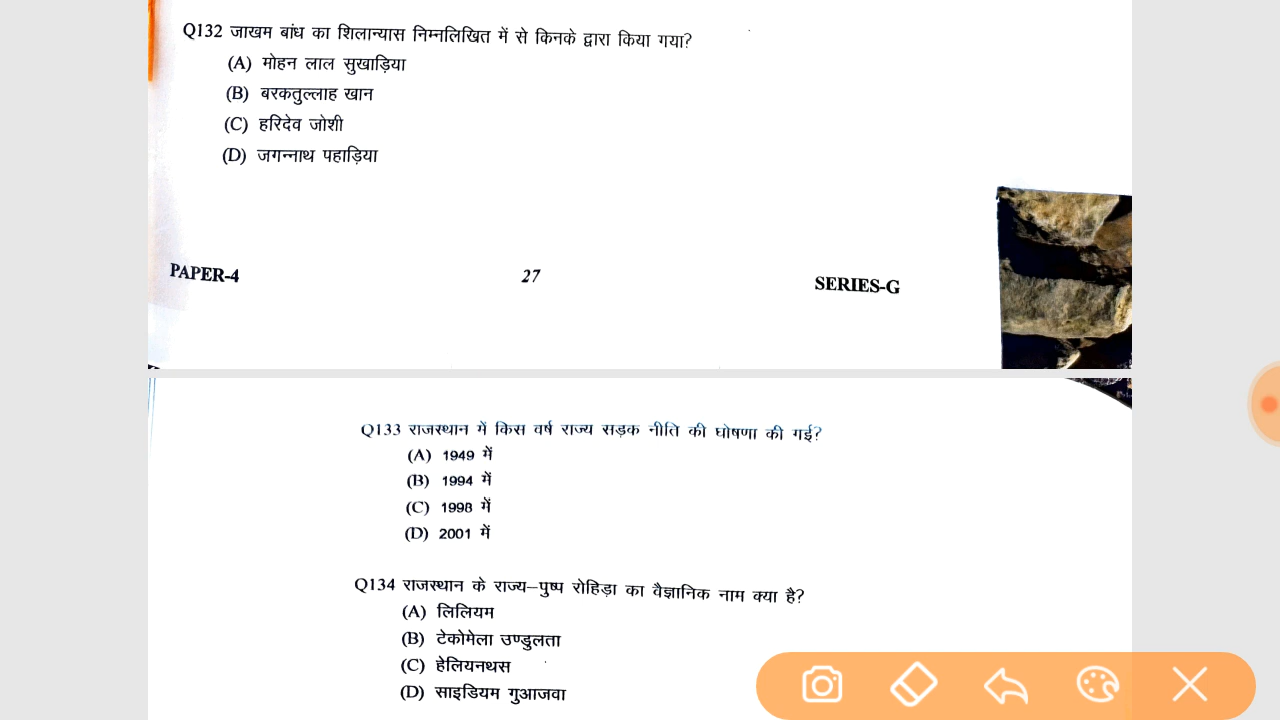 Q132 जाखम बांध का शिलान्यास निम्नलिखित में से किनके द्वारा किया गया?
(A) मोहन लाल सुखाड़िया
(B) बरकतुल्लाह खान
(C) हरिदेव जोशी
(D) जगन्नाथ पहाड़िया
PAPER-4 27 SERIES-G
Q133 राजस्थान में किस वर्ष राज्य सड़क नीति की घोषणा की गई?
(A) 1949 में
(B) 1994 में
(C) 1998 में
(D) 2001 में
Q134 राजस्थान के राज्य–पुष्प रोहिड़ा का वैज्ञानिक नाम क्या है?
(A) लिलियम
(B) टेकोमेला उण्डुलता
(C) हेलियनथस
(D) साइडियम गुआजवा